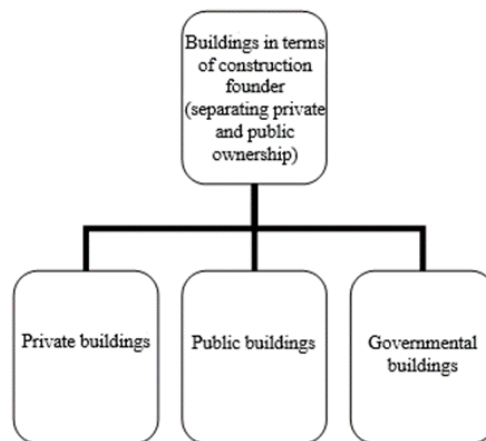 Buildings in terms
of construction
founder
(separating private
and public
ownership)
Private buildings
Public buildings
Governmental
buildings